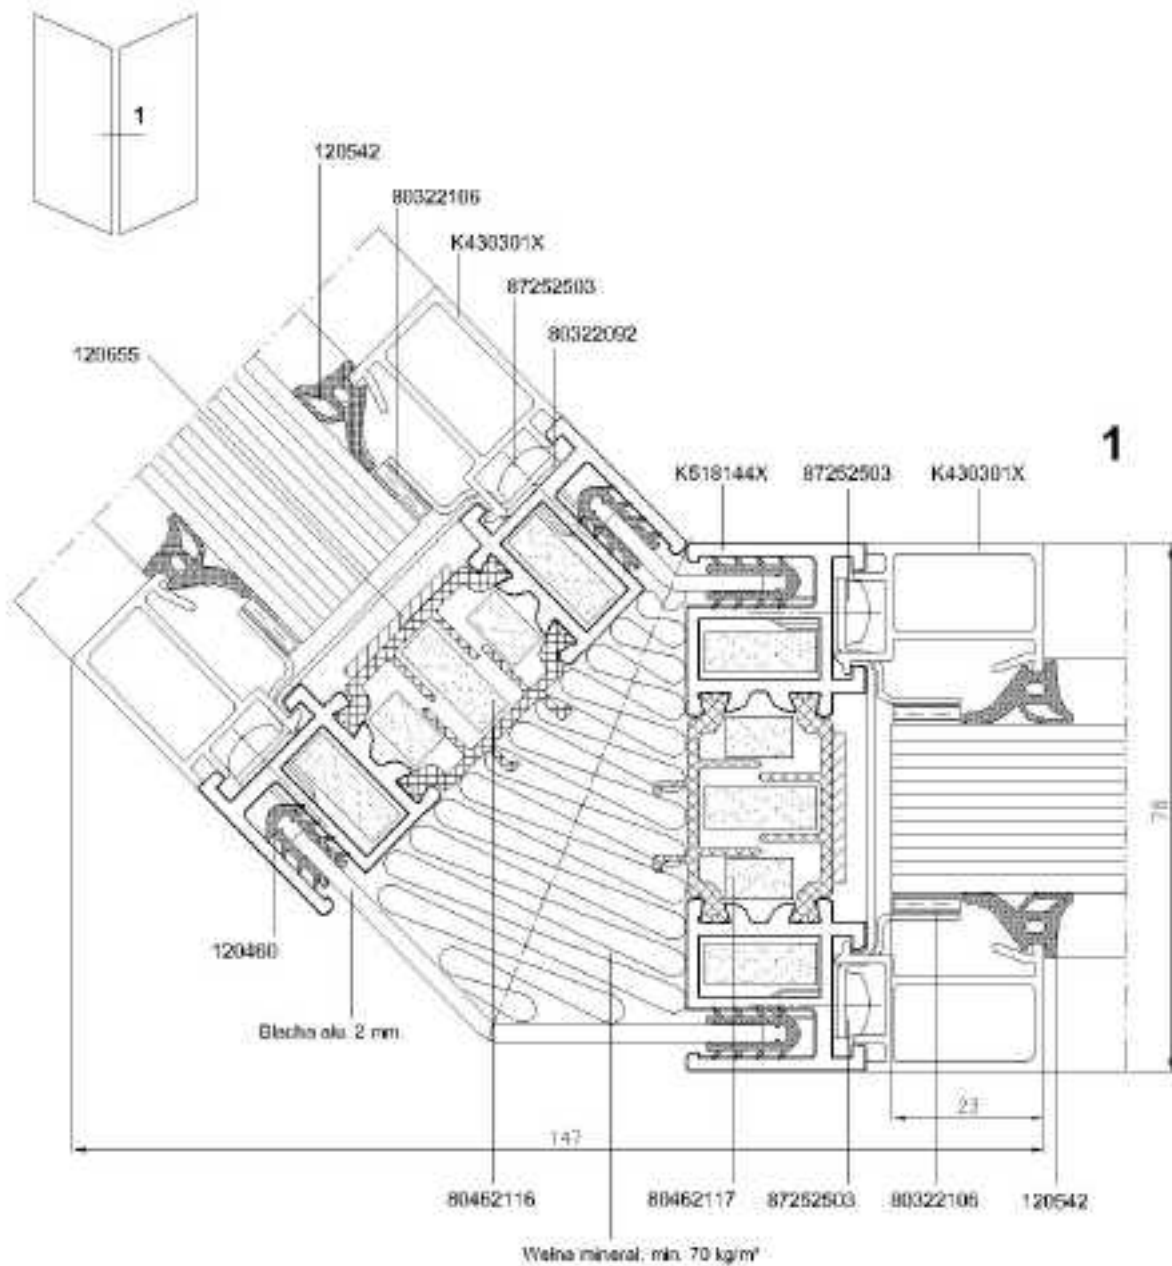 1
120542
80322106
K430301X
87252503
80322092
120655
1
K518144X 87252503 K430301X
78
120460
Blacha alu. 2 mm.
23
147
80462116 80462117 87252503 80322106 120542
Wełna mineral. min. 70 kg/m³